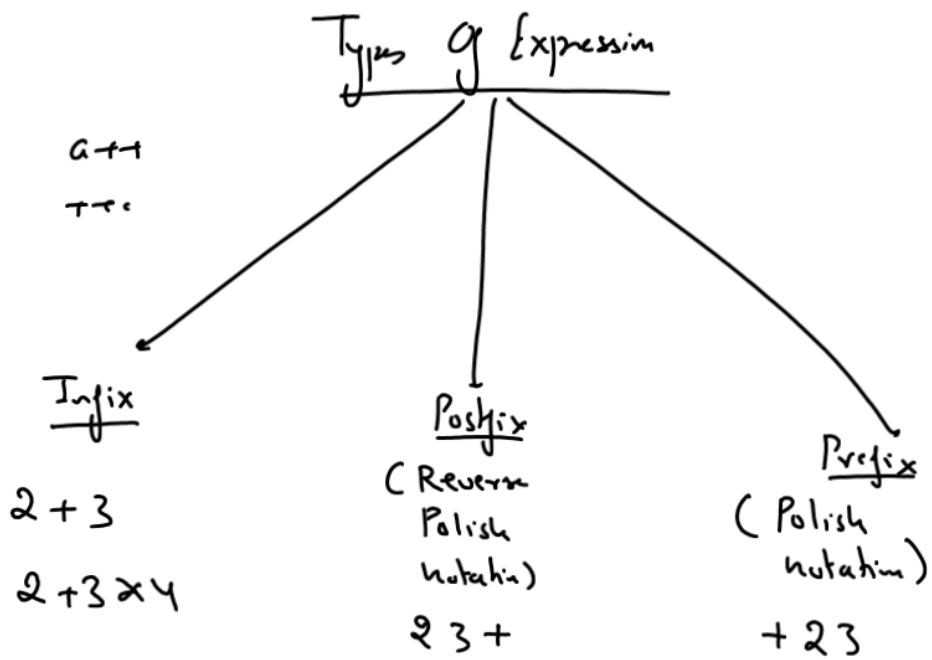 Types of Expression
a++
++c
Infix
2 + 3
2 + 3 × 4
Postfix
(Reverse
Polish
notation)
2 3 +
Prefix
(Polish
notation)
+ 2 3